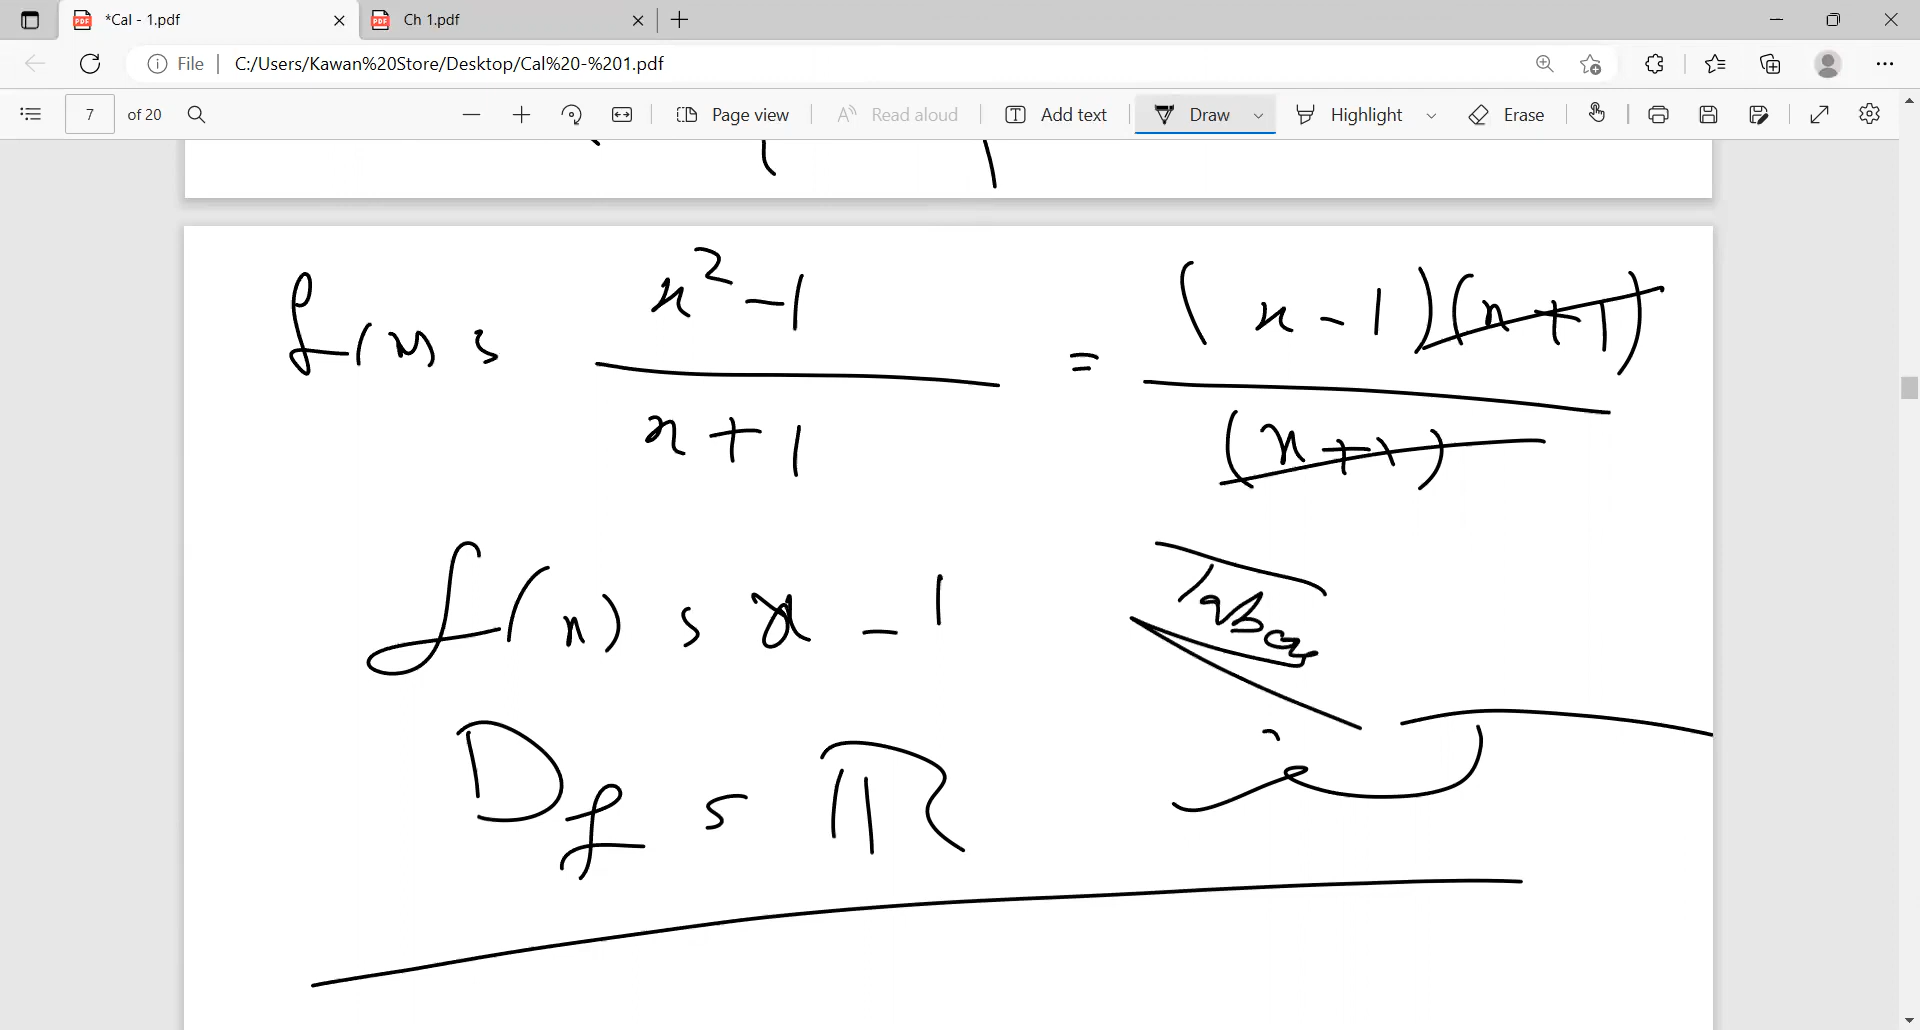 *Cal - 1.pdf
Ch 1.pdf
File
C:/Users/Kawan%20Store/Desktop/Cal%20-%201.pdf
7 of 20
Page view
Read aloud
Add text
Draw
Highlight
Erase
f(x) = x²-1 / x+1 = (x-1)(x+1) / (x+1)
f(x) = x - 1
D_f = ℝ